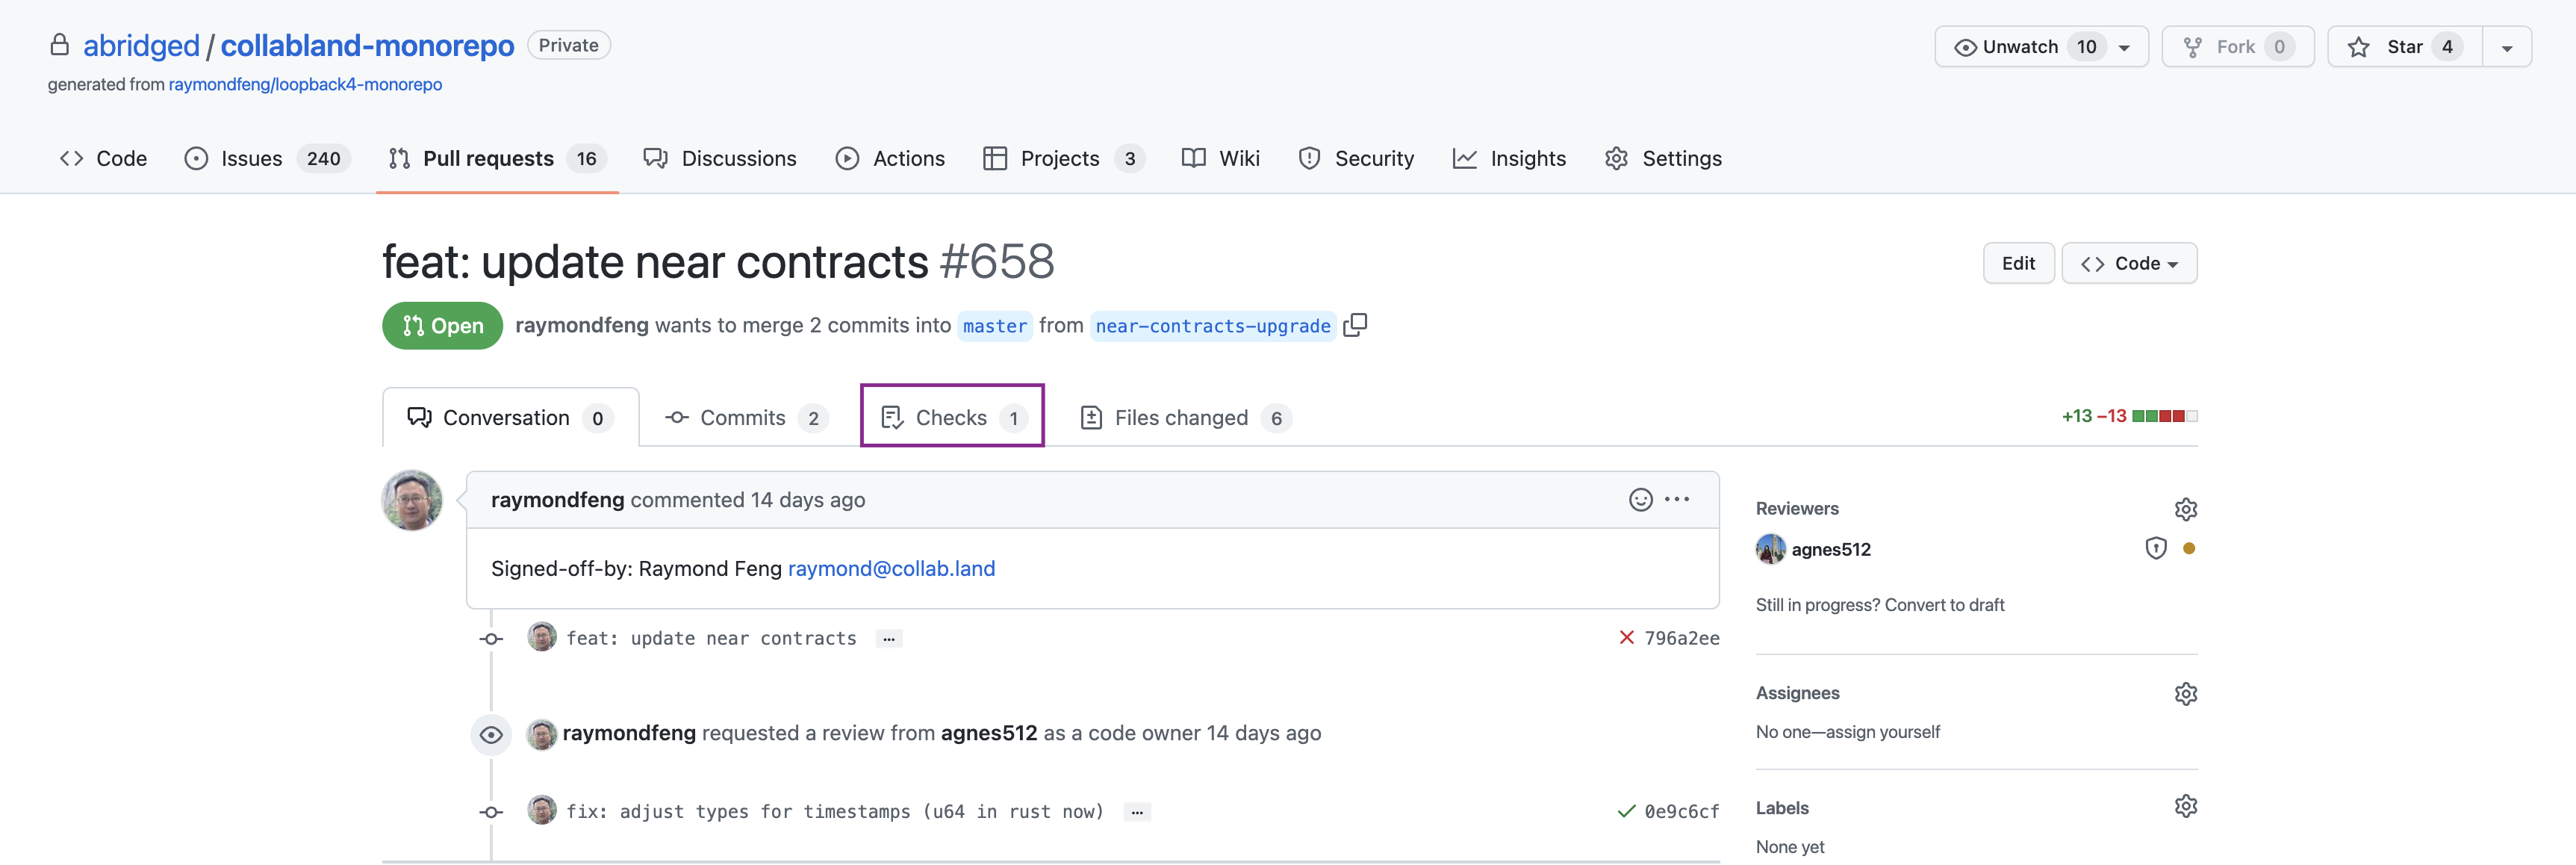 abridged / collabland-monorepo Private
Unwatch 10 Fork 0 Star 4
generated from raymondfeng/loopback4-monorepo
Code Issues 240 Pull requests 16 Discussions Actions Projects 3 Wiki Security Insights Settings
feat: update near contracts #658
Edit Code
Open raymondfeng wants to merge 2 commits into master from near-contracts-upgrade
Conversation 0 Commits 2 Checks 1 Files changed 6
+13 −13
raymondfeng commented 14 days ago
Signed-off-by: Raymond Feng raymond@collab.land
feat: update near contracts ...
796a2ee
raymondfeng requested a review from agnes512 as a code owner 14 days ago
fix: adjust types for timestamps (u64 in rust now) ...
0e9c6cf
Reviewers
agnes512
Still in progress? Convert to draft
Assignees
No one—assign yourself
Labels
None yet